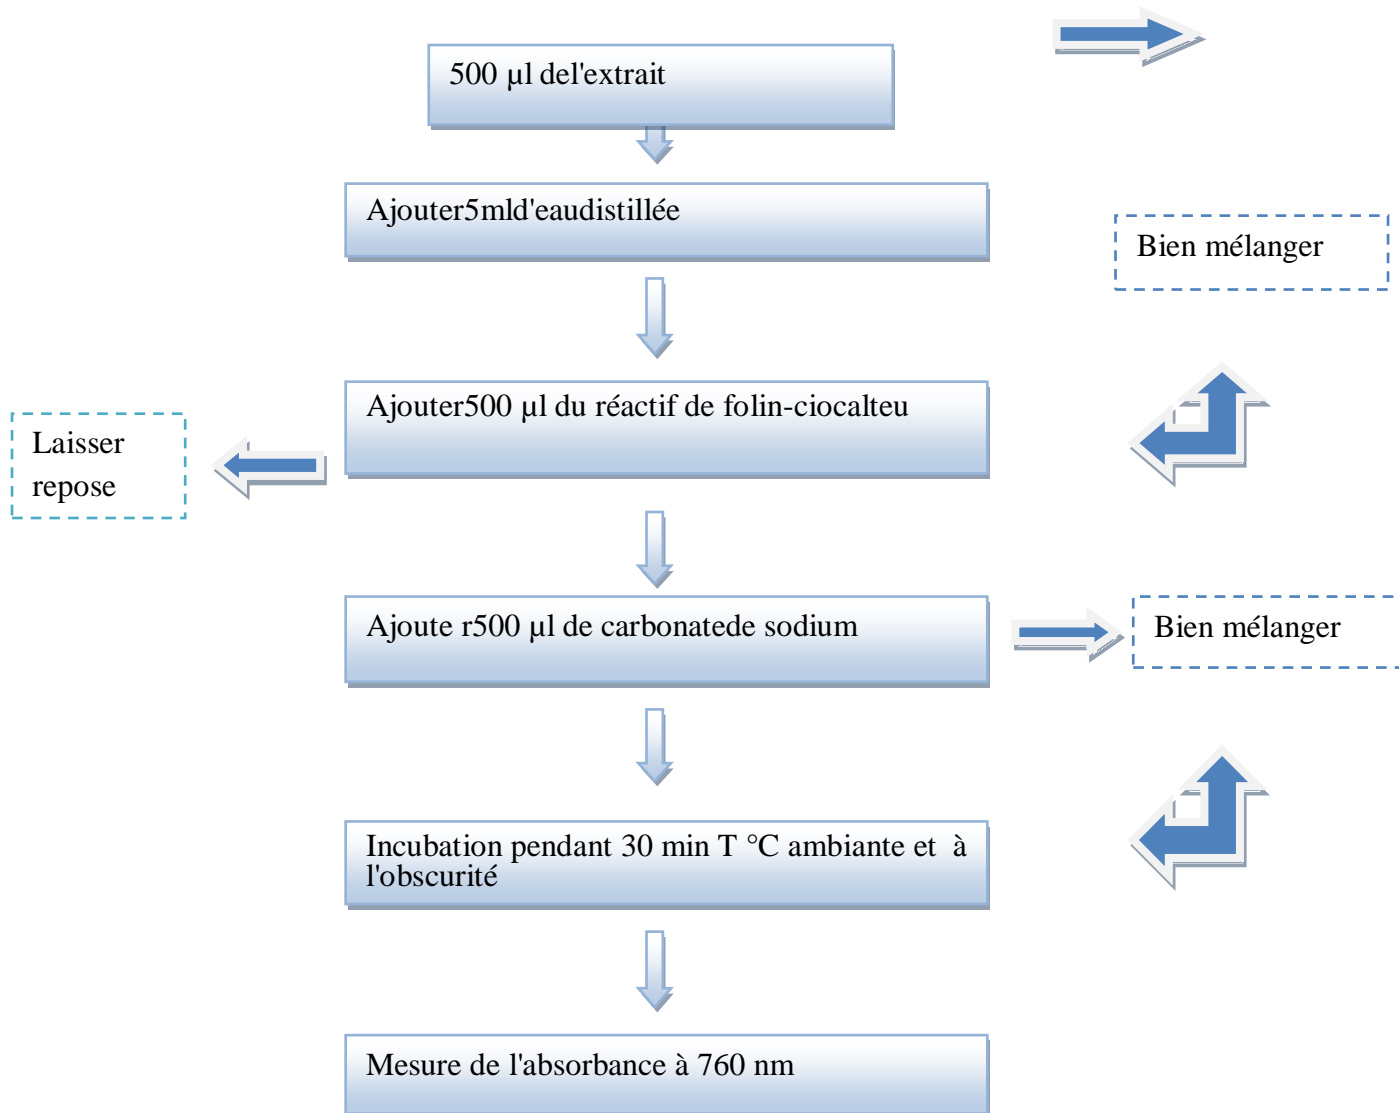 500 µl del'extrait
Ajouter5mld'eaudistillée
Bien mélanger
Ajouter500 µl du réactif de folin-ciocalteu
Laisser
repose
Ajoute r500 µl de carbonatede sodium
Bien mélanger
Incubation pendant 30 min T °C ambiante et à
l'obscurité
Mesure de l'absorbance à 760 nm